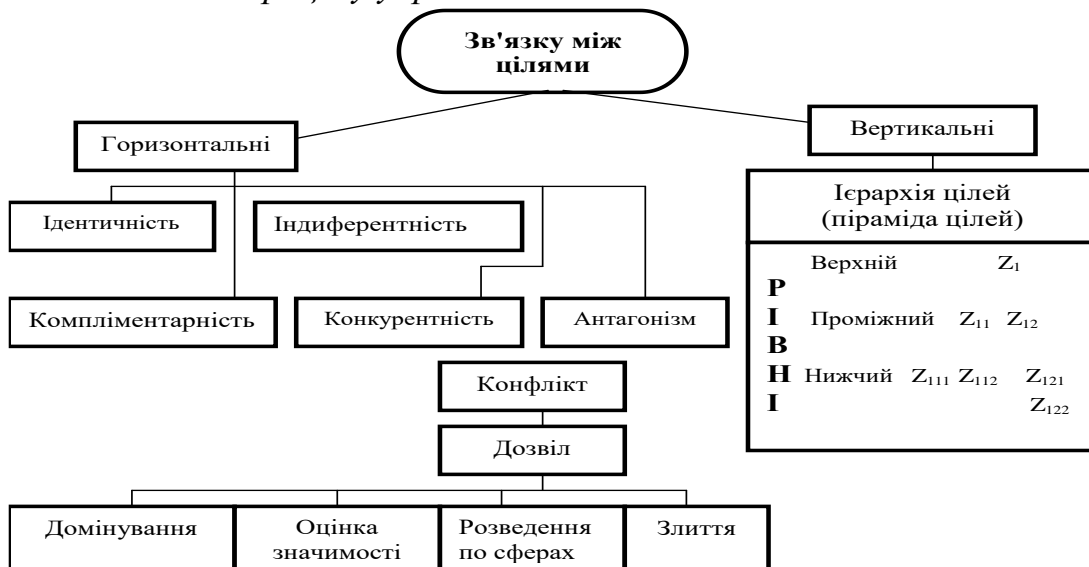 Зв'язку між
цілями
Горизонтальні
Вертикальні
Ідентичність
Індиферентність
Компліментарність
Конкурентність
Антагонізм
Ієрархія цілей
(піраміда цілей)
РІВНІ
Верхній Z₁
Проміжний Z₁₁ Z₁₂
Нижчий Z₁₁₁ Z₁₁₂ Z₁₂₁
Z₁₂₂
Конфлікт
Дозвіл
Домінування
Оцінка
значимості
Розведення
по сферах
Злиття